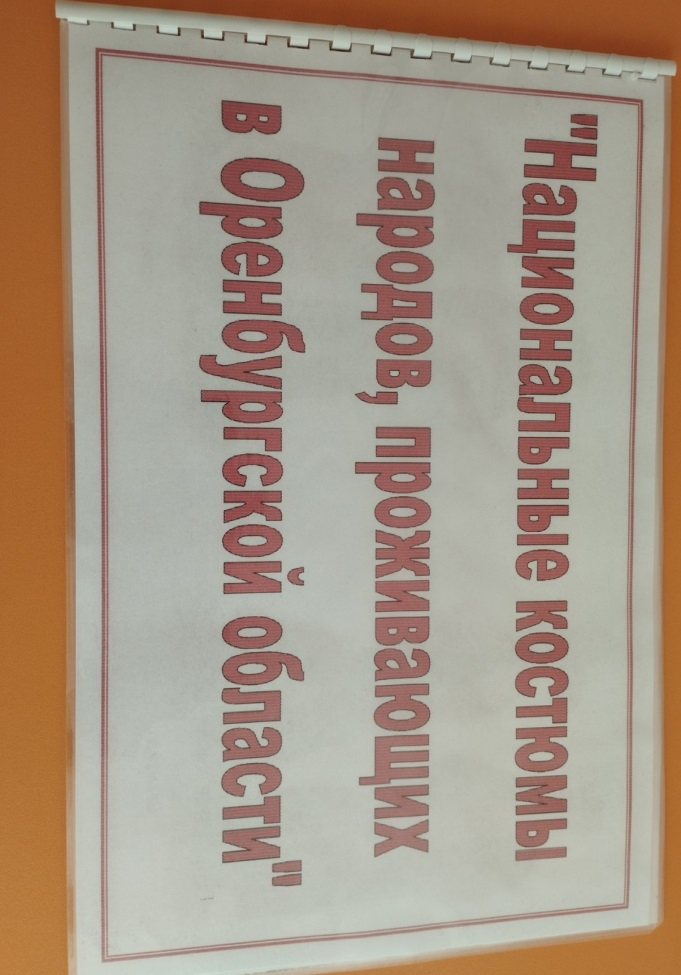 "Национальные костюмы
народов, проживающих
в Оренбургской области"